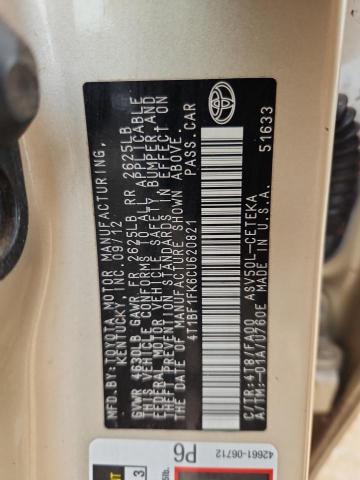 MFD.BY: TOYOTA MOTOR MANUFACTURING,
KENTUCKY, INC. 09/12
GVWR 4630LB GAWR FR 2625LB RR 2625LB
THIS VEHICLE CONFORMS TO ALL APPLICABLE
FEDERAL MOTOR VEHICLE SAFETY, BUMPER, AND
THEFT PREVENTION STANDARDS IN EFFECT ON
THE DATE OF MANUFACTURE SHOWN ABOVE.
4T1BF1FK6CU620821 PASS.CAR
C/TR: 4T8/FA00 ASV50L-CETEKA
A/TM: -01A/U760E MADE IN U.S.A. 51633
P6
42661-06712
3